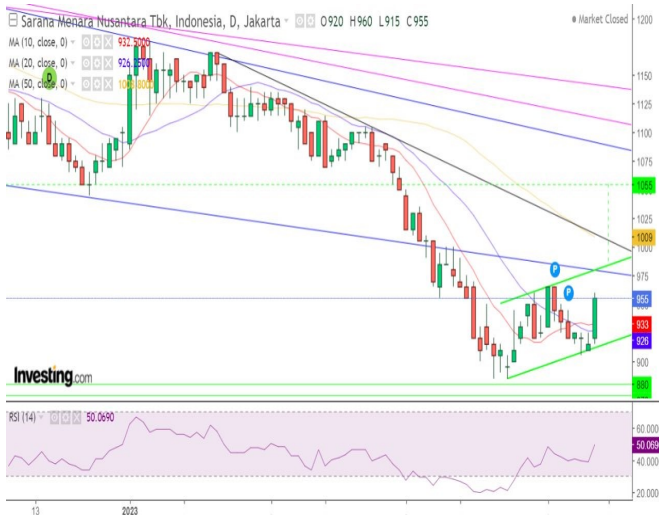 Sarana Menara Nusantara Tbk, Indonesia, D, Jakarta O920 H960 L915 C955
Market Closed
MA (10, close, 0) 932.5000
MA (20, close, 0)
MA (50, close, 0)
D
1200
1150
1125
1100
1075
1055
1025
1009
1000
975
P
P
955
933
926
900
880
Investing.com
RSI (14) 50.0690
60.000
50.069
40.000
20.000
13
2023